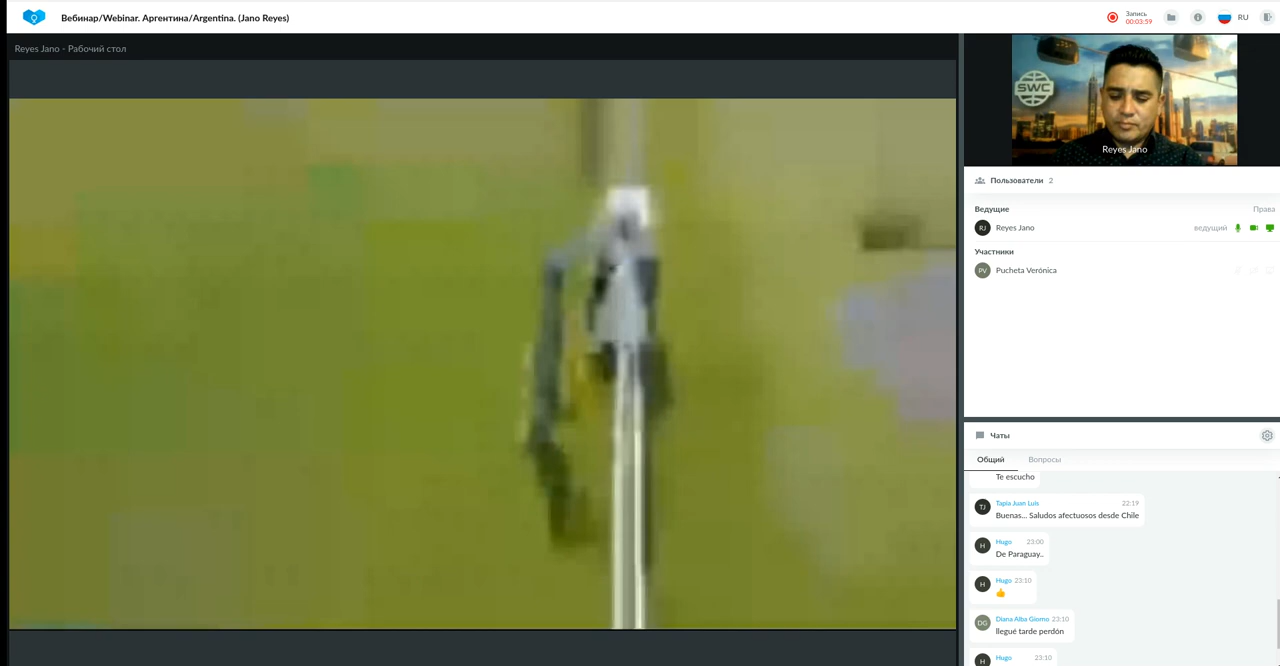 Вебинар/Webinar. Аргентина/Argentina. (Jano Reyes)
Запись
00:03:59
RU
Reyes Jano - Рабочий стол
SWC
Reyes Jano
Пользователи 2
Ведущие Права
RJ Reyes Jano ведущий
Участники
PV Pucheta Verónica
Чаты
Общий Вопросы
Te escucho
TJ Tapia Juan Luis 22:19
Buenas... Saludos afectuosos desde Chile
H Hugo 23:00
De Paraguay..
H Hugo 23:10
👍
DG Diana Alba Giorno 23:10
llegué tarde perdón
H Hugo 23:10